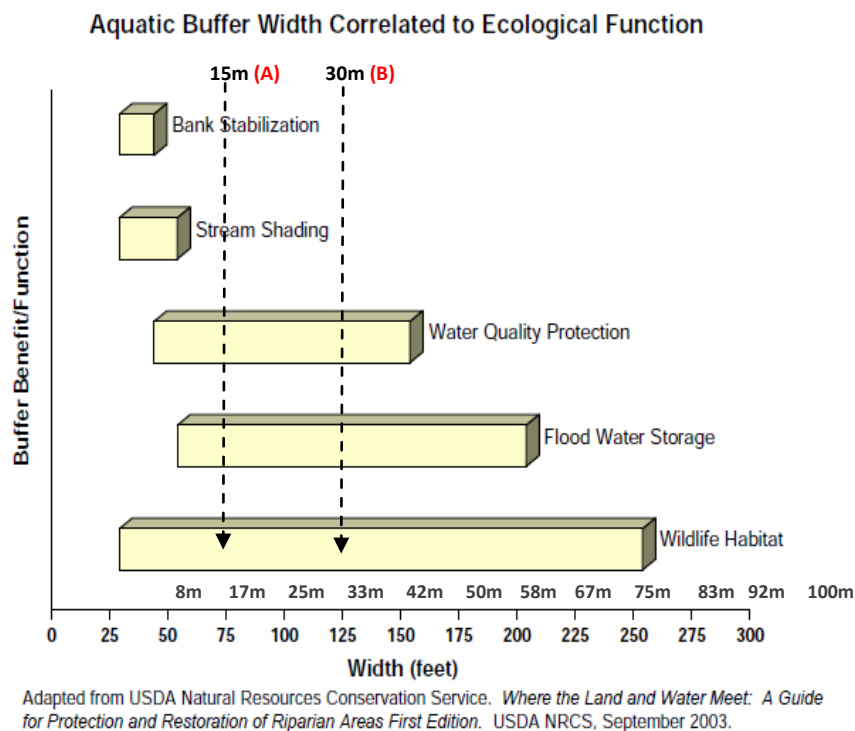 Aquatic Buffer Width Correlated to Ecological Function
15m (A) 30m (B)
Bank Stabilization
Stream Shading
Water Quality Protection
Flood Water Storage
Wildlife Habitat
Buffer Benefit/Function
8m 17m 25m 33m 42m 50m 58m 67m 75m 83m 92m 100m
0 25 50 75 100 125 150 175 200 225 250 275 300
Width (feet)
Adapted from USDA Natural Resources Conservation Service. Where the Land and Water Meet: A Guide
for Protection and Restoration of Riparian Areas First Edition. USDA NRCS, September 2003.